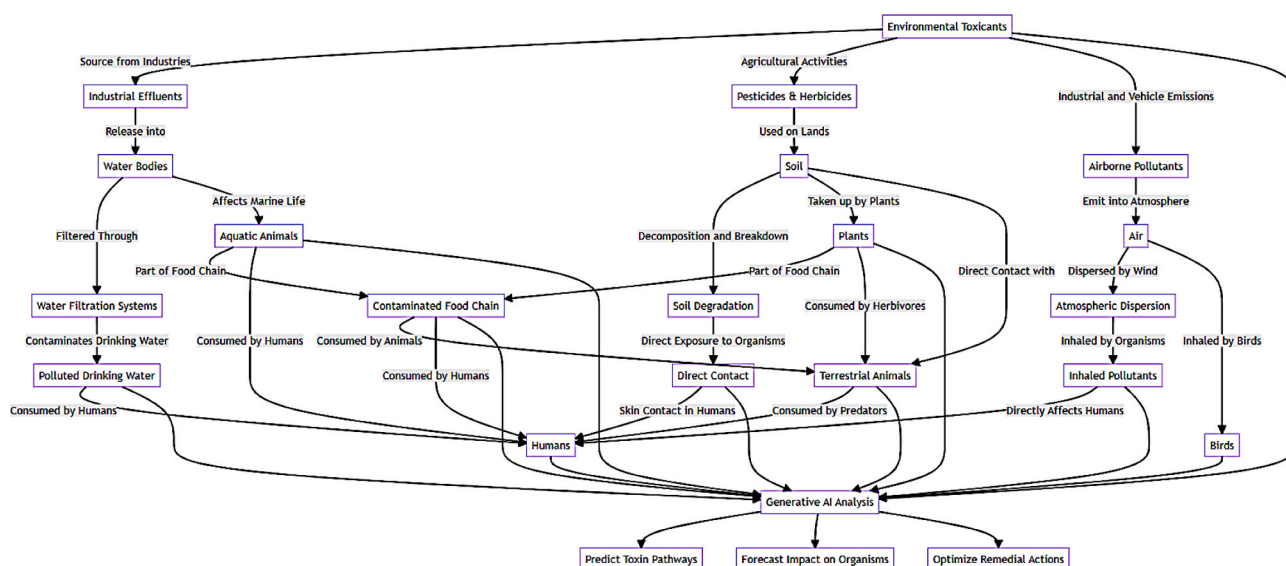 Environmental Toxicants
Source from Industries
Agricultural Activities
Industrial Effluents
Pesticides & Herbicides
Industrial and Vehicle Emissions
Release into
Used on Lands
Water Bodies
Soil
Airborne Pollutants
Affects Marine Life
Taken up by Plants
Emit into Atmosphere
Filtered Through
Aquatic Animals
Decomposition and Breakdown
Plants
Air
Part of Food Chain
Part of Food Chain
Direct Contact with
Dispersed by Wind
Water Filtration Systems
Contaminated Food Chain
Soil Degradation
Consumed by Herbivores
Atmospheric Dispersion
Contaminates Drinking Water
Consumed by Humans
Consumed by Animals
Direct Exposure to Organisms
Inhaled by Organisms
Inhaled by Birds
Polluted Drinking Water
Consumed by Humans
Direct Contact
Terrestrial Animals
Inhaled Pollutants
Consumed by Humans
Skin Contact in Humans
Consumed by Predators
Directly Affects Humans
Humans
Birds
Generative AI Analysis
Predict Toxin Pathways
Forecast Impact on Organisms
Optimize Remedial Actions